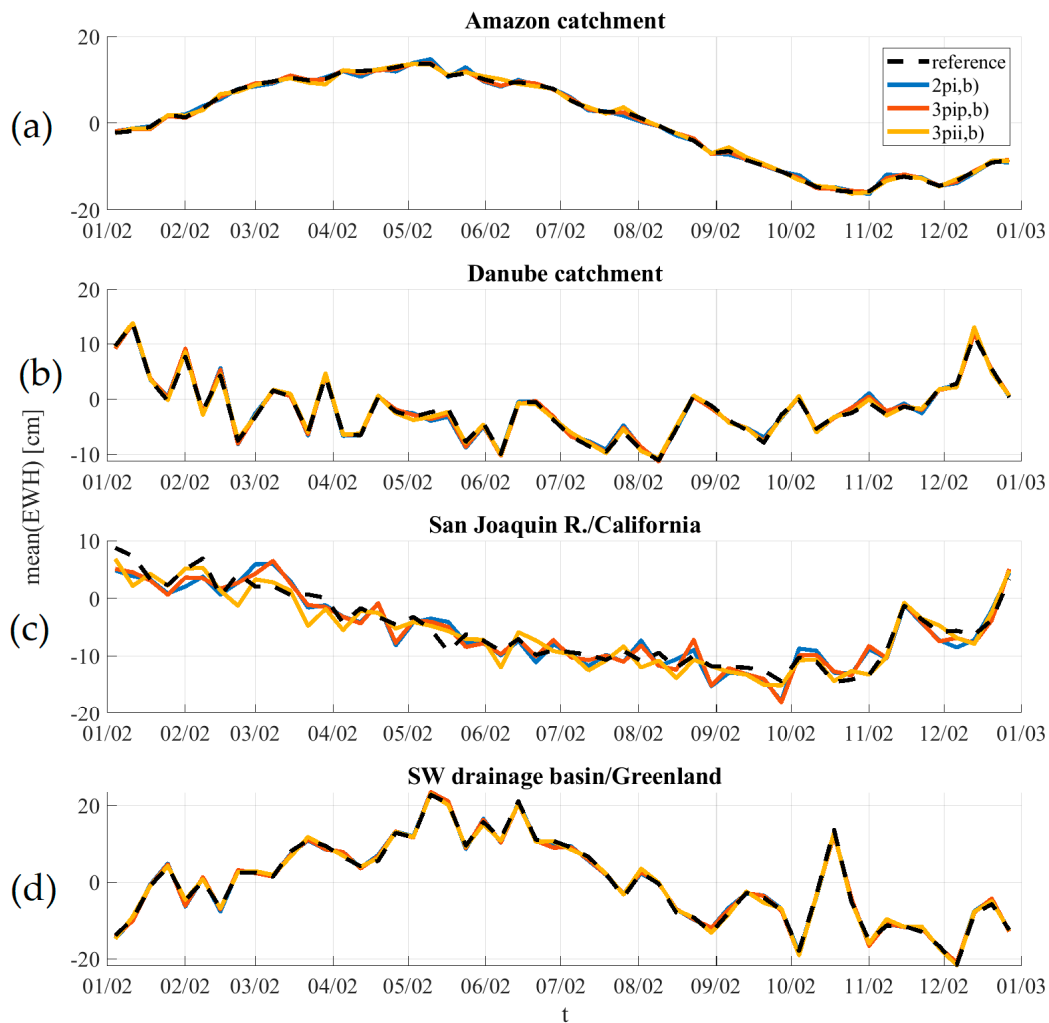 Amazon catchment
20
0
-20
(a)
reference
2pi,b)
3pip,b)
3pii,b)
01/02 02/02 03/02 04/02 05/02 06/02 07/02 08/02 09/02 10/02 11/02 12/02 01/03
Danube catchment
20
10
0
-10
(b)
01/02 02/02 03/02 04/02 05/02 06/02 07/02 08/02 09/02 10/02 11/02 12/02 01/03
mean(EWH) [cm]
San Joaquin R./California
10
0
-10
-20
(c)
01/02 02/02 03/02 04/02 05/02 06/02 07/02 08/02 09/02 10/02 11/02 12/02 01/03
SW drainage basin/Greenland
20
0
-20
(d)
01/02 02/02 03/02 04/02 05/02 06/02 07/02 08/02 09/02 10/02 11/02 12/02 01/03
t